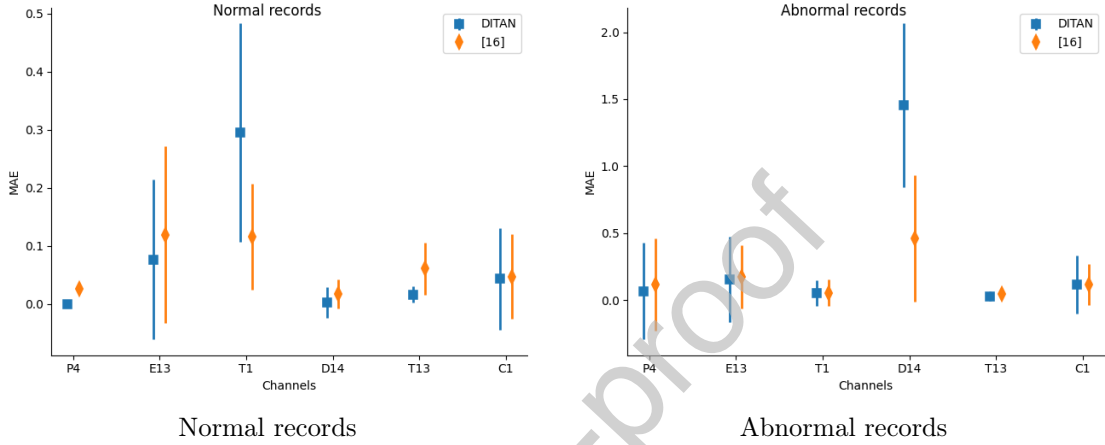 Normal records
DITAN
[16]
0.5
0.4
0.3
0.2
0.1
0.0
MAE
P4 E13 T1 D14 T13 C1
Channels
Normal records
Abnormal records
DITAN
[16]
2.0
1.5
1.0
0.5
0.0
MAE
P4 E13 T1 D14 T13 C1
Channels
Abnormal records
rproof